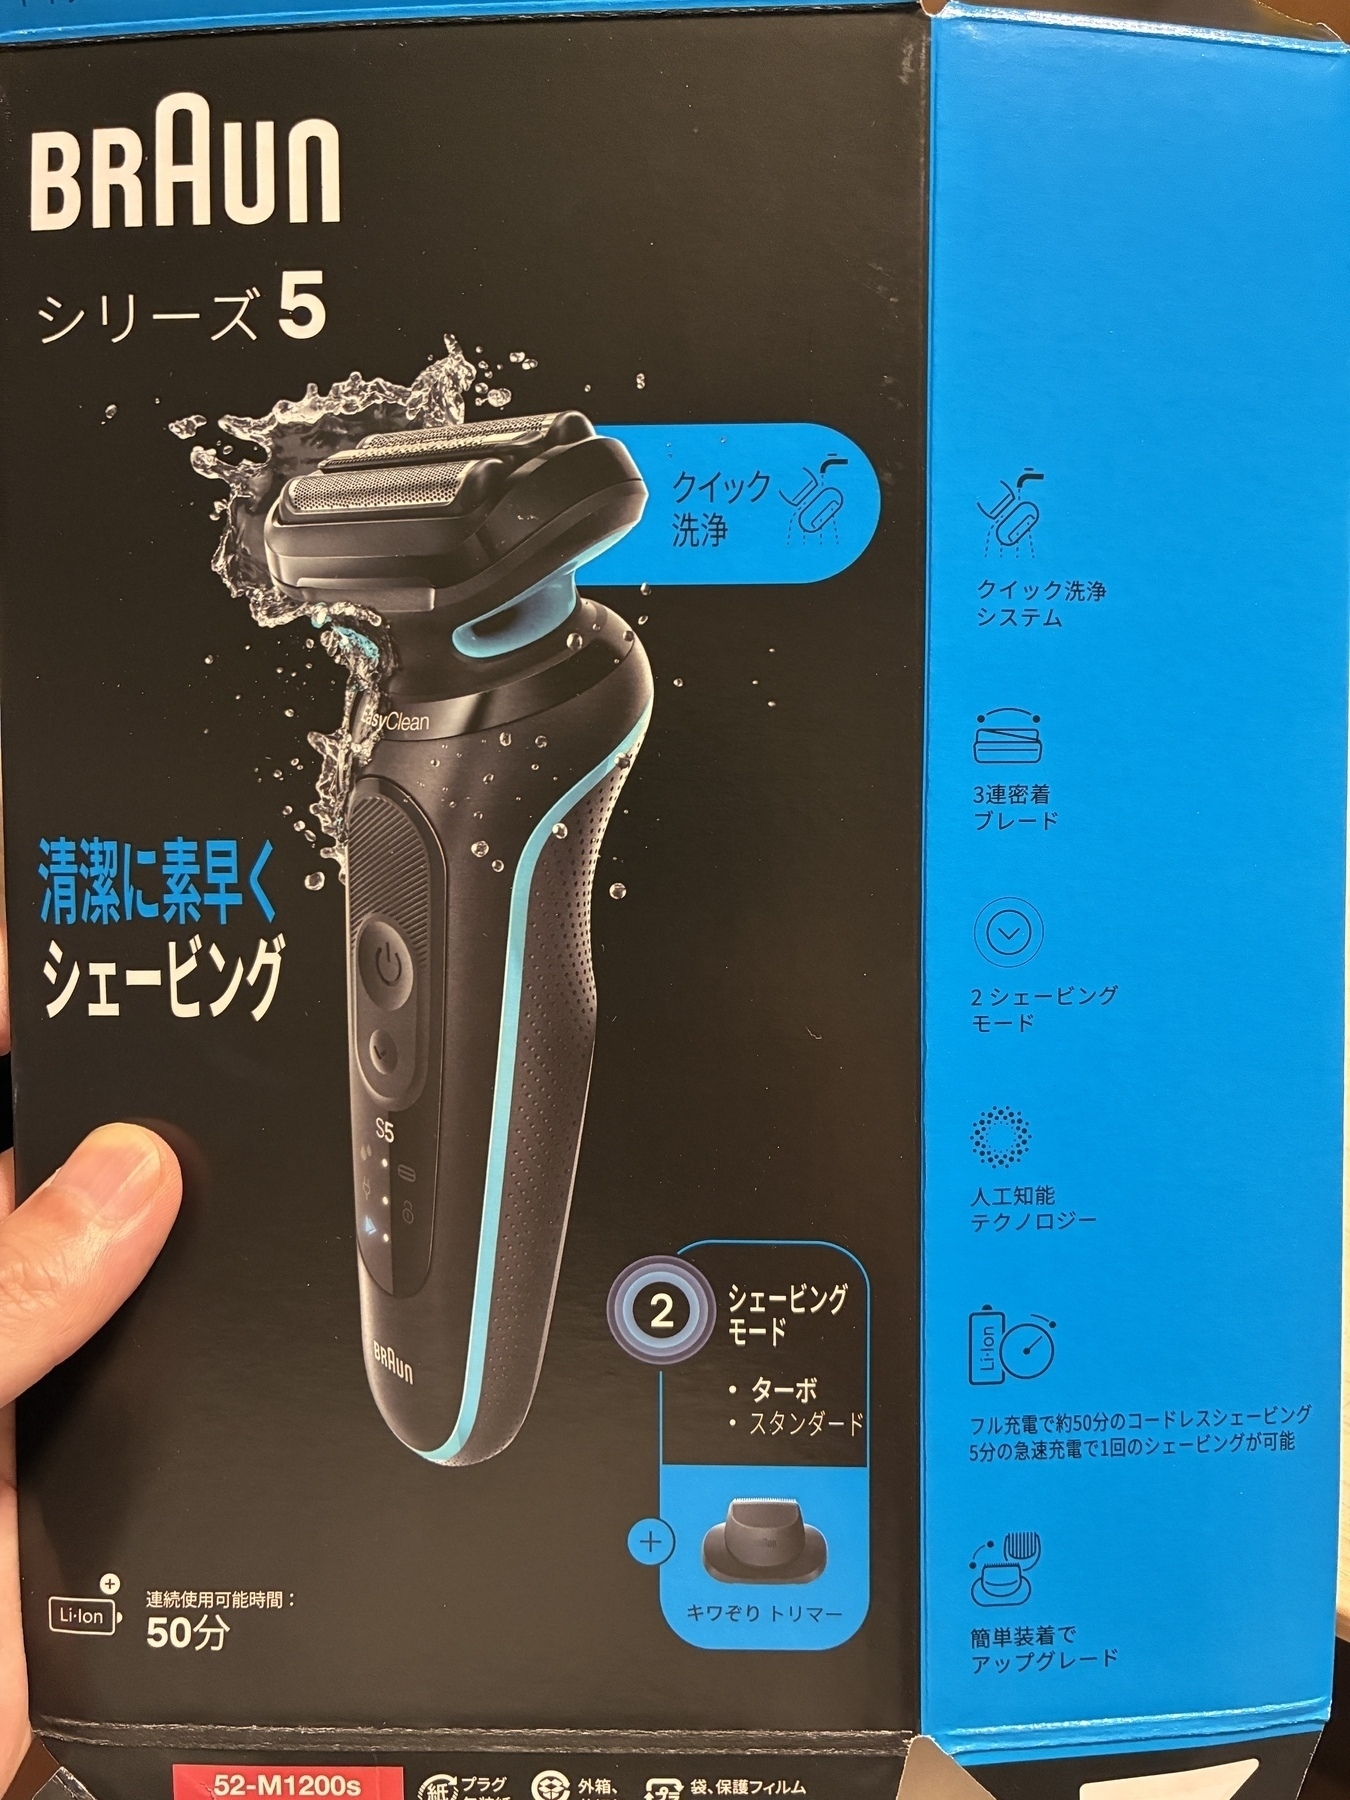 BRAUN
シリーズ 5
クイック
洗浄
EasyClean
清潔に素早く
シェービング
S5
BRAUN
2
シェービング
モード
• ターボ
• スタンダード
+
キワぞり トリマー
+
Li-Ion
連続使用可能時間：
50分
クイック洗浄
システム
3連密着
ブレード
2 シェービング
モード
人工知能
テクノロジー
Li-Ion
フル充電で約50分のコードレスシェービング
5分の急速充電で1回のシェービングが可能
簡単装着で
アップグレード
52-M1200s
紙
プラグ
外箱、
プラ
袋、保護フィルム